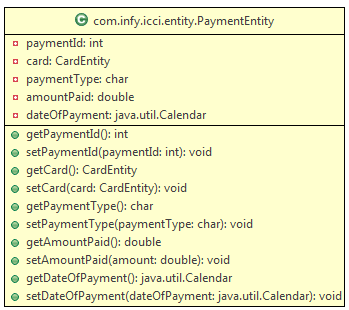 com.infy.icci.entity.PaymentEntity
paymentId: int
card: CardEntity
paymentType: char
amountPaid: double
dateOfPayment: java.util.Calendar
getPaymentId(): int
setPaymentId(paymentId: int): void
getCard(): CardEntity
setCard(card: CardEntity): void
getPaymentType(): char
setPaymentType(paymentType: char): void
getAmountPaid(): double
setAmountPaid(amount: double): void
getDateOfPayment(): java.util.Calendar
setDateOfPayment(dateOfPayment: java.util.Calendar): void